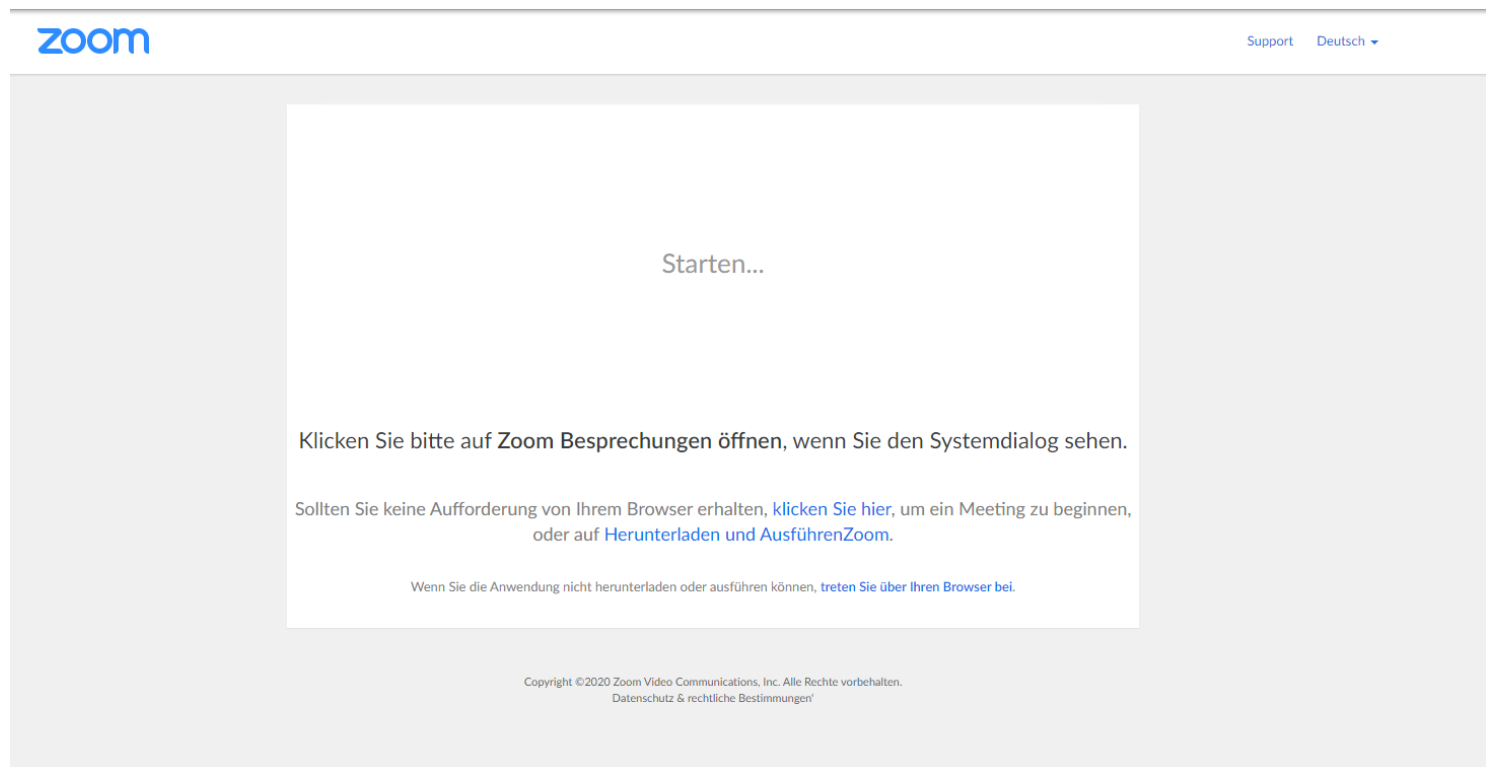 zoom
Support Deutsch
Starten...
Klicken Sie bitte auf Zoom Besprechungen öffnen, wenn Sie den Systemdialog sehen.
Sollten Sie keine Aufforderung von Ihrem Browser erhalten, klicken Sie hier, um ein Meeting zu beginnen,
oder auf Herunterladen und AusführenZoom.
Wenn Sie die Anwendung nicht herunterladen oder ausführen können, treten Sie über Ihren Browser bei.
Copyright ©2020 Zoom Video Communications, Inc. Alle Rechte vorbehalten.
Datenschutz & rechtliche Bestimmungen'